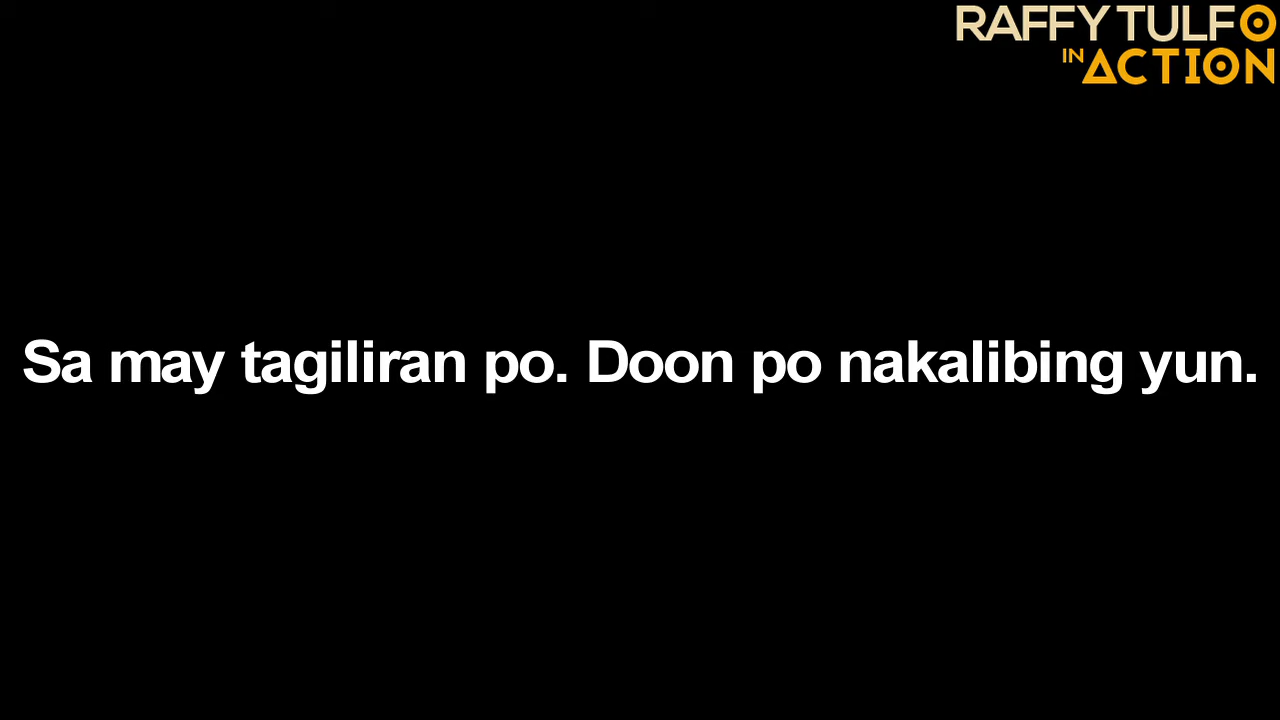 RAFFY TULFO
IN ACTION
Sa may tagiliran po. Doon po nakalibing yun.